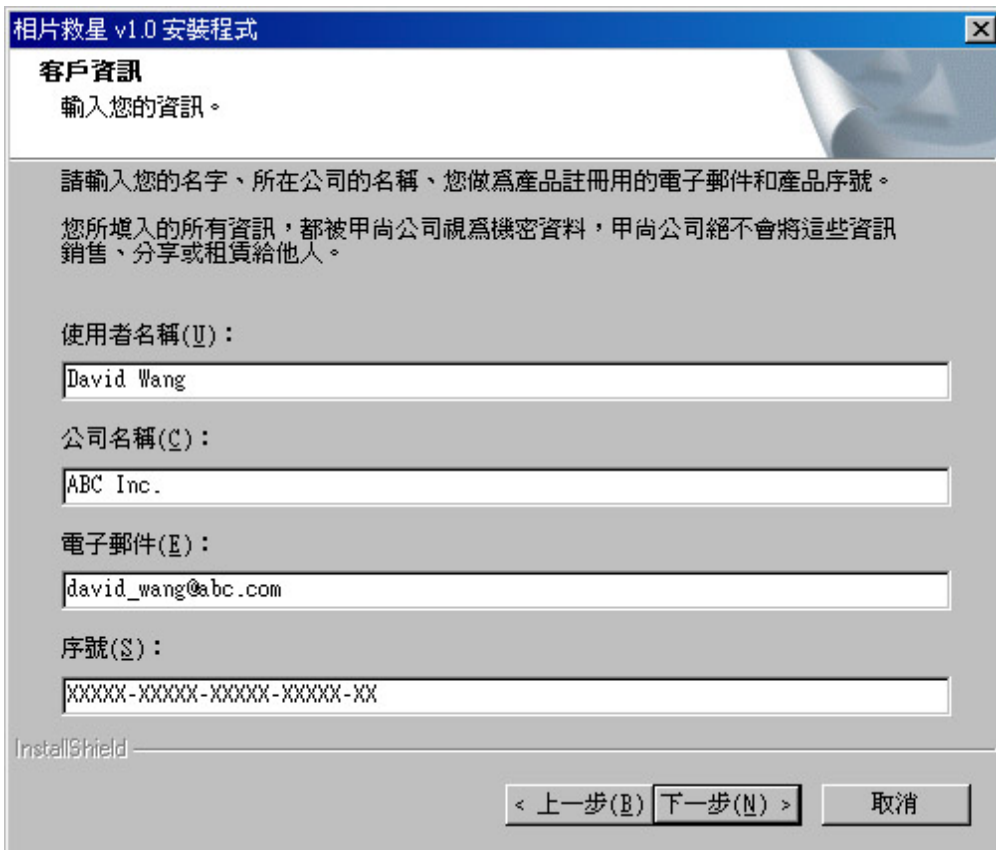 相片救星 v1.0 安裝程式
客戶資訊
輸入您的資訊。
請輸入您的名字、所在公司的名稱、您做為產品註冊用的電子郵件和產品序號。
您所填入的所有資訊，都被甲尚公司視為機密資料，甲尚公司絕不會將這些資訊
銷售、分享或租賃給他人。
使用者名稱(U)：
David Wang
公司名稱(C)：
ABC Inc.
電子郵件(E)：
david_wang@abc.com
序號(S)：
XXXXX-XXXXX-XXXXX-XXXXX-XX
InstallShield
< 上一步(B) 下一步(N) > 取消